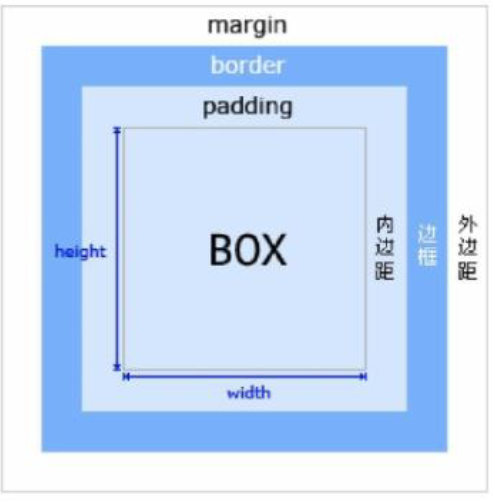 margin
border
padding
height
BOX
内边距
边框
外边距
width